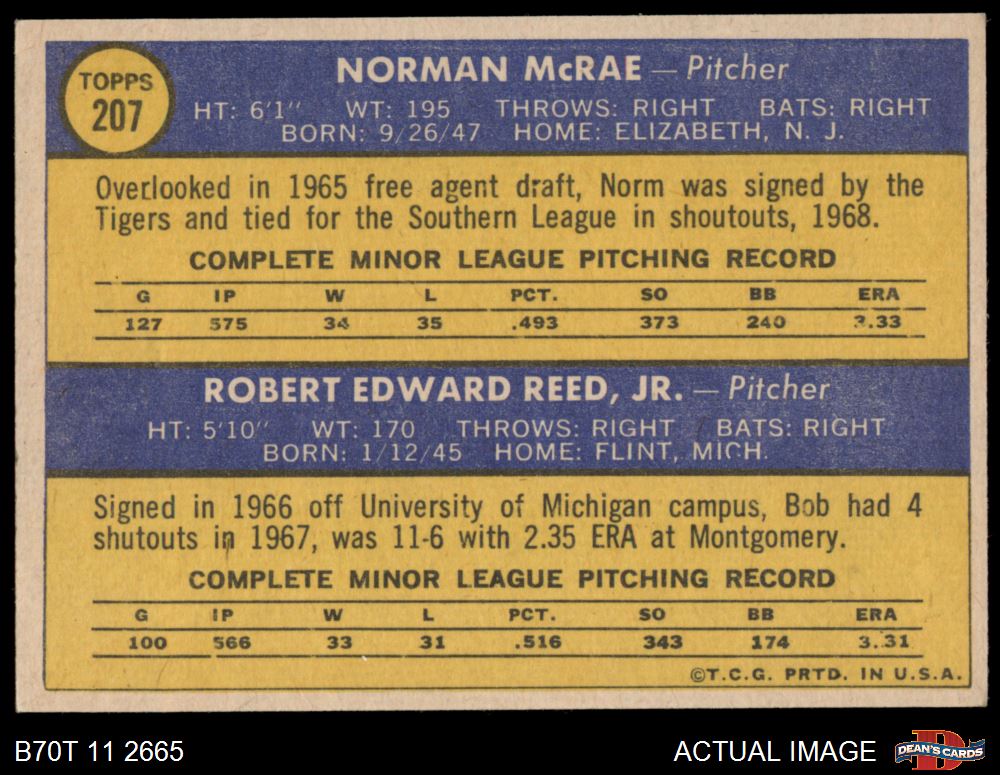 TOPPS
207
NORMAN McRAE — Pitcher
HT: 6'1" WT: 195 THROWS: RIGHT BATS: RIGHT
BORN: 9/26/47 HOME: ELIZABETH, N. J.
Overlooked in 1965 free agent draft, Norm was signed by the
Tigers and tied for the Southern League in shoutouts, 1968.
COMPLETE MINOR LEAGUE PITCHING RECORD
G IP W L PCT. SO BB ERA
127 575 34 35 .493 373 240 3.33
ROBERT EDWARD REED, JR. — Pitcher
HT: 5'10" WT: 170 THROWS: RIGHT BATS: RIGHT
BORN: 1/12/45 HOME: FLINT, MICH.
Signed in 1966 off University of Michigan campus, Bob had 4
shutouts in 1967, was 11-6 with 2.35 ERA at Montgomery.
COMPLETE MINOR LEAGUE PITCHING RECORD
G IP W L PCT. SO BB ERA
100 566 33 31 .516 343 174 3.31
©T.C.G. PRTD. IN U.S.A.
B70T 11 2665
ACTUAL IMAGE
DEAN'S CARDS